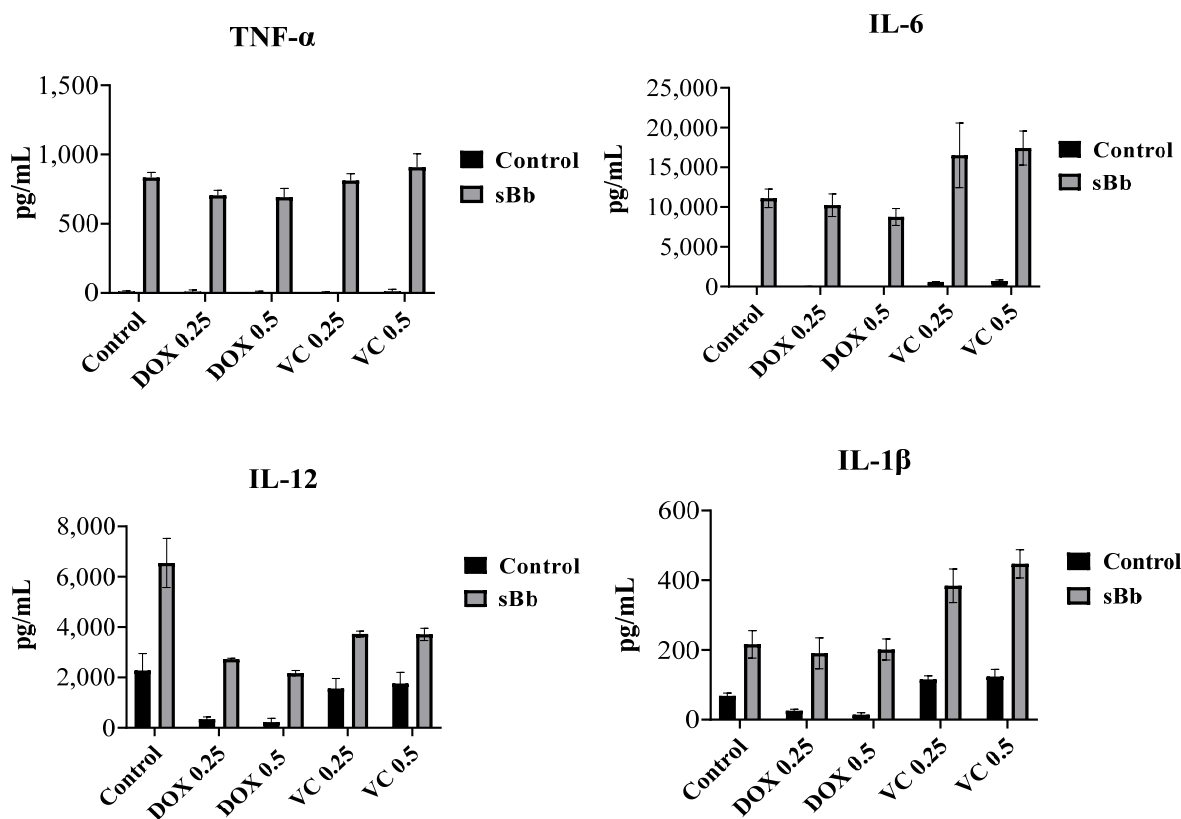 TNF-α
1,500
1,000
500
0
pg/mL
Control
sBb
Control
DOX 0.25
DOX 0.5
VC 0.25
VC 0.5
IL-6
25,000
20,000
15,000
10,000
5,000
0
pg/mL
Control
sBb
Control
DOX 0.25
DOX 0.5
VC 0.25
VC 0.5
IL-12
8,000
6,000
4,000
2,000
0
pg/mL
Control
sBb
Control
DOX 0.25
DOX 0.5
VC 0.25
VC 0.5
IL-1β
600
400
200
0
pg/mL
Control
sBb
Control
DOX 0.25
DOX 0.5
VC 0.25
VC 0.5